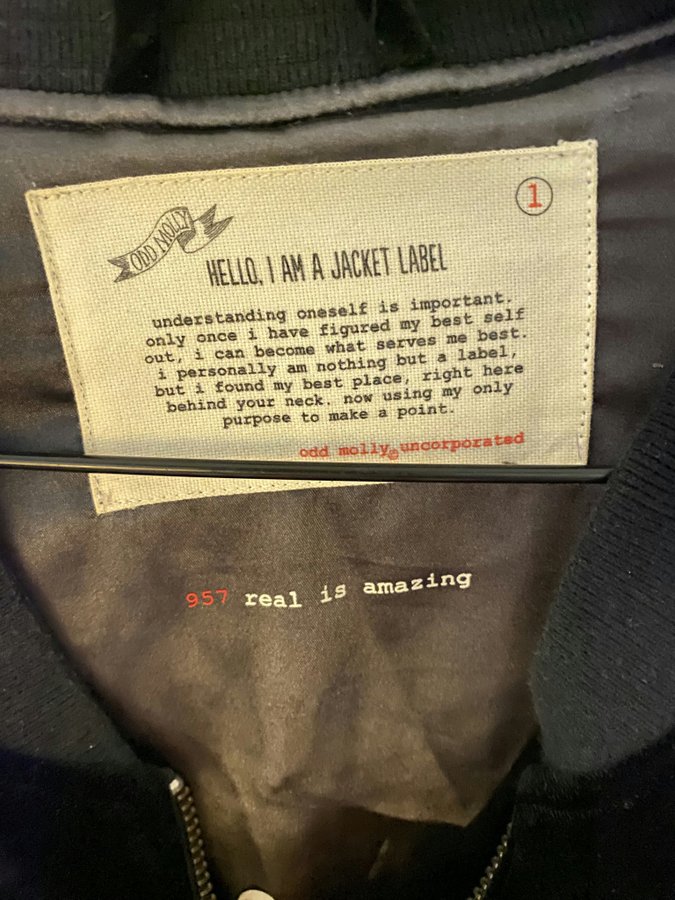 1
ODD MOLLY
HELLO, I AM A JACKET LABEL
understanding oneself is important.
only once i have figured my best self
out, i can become what serves me best.
i personally am nothing but a label,
but i found my best place, right here
behind your neck. now using my only
purpose to make a point.
odd molly©uncorporated
957 real is amazing